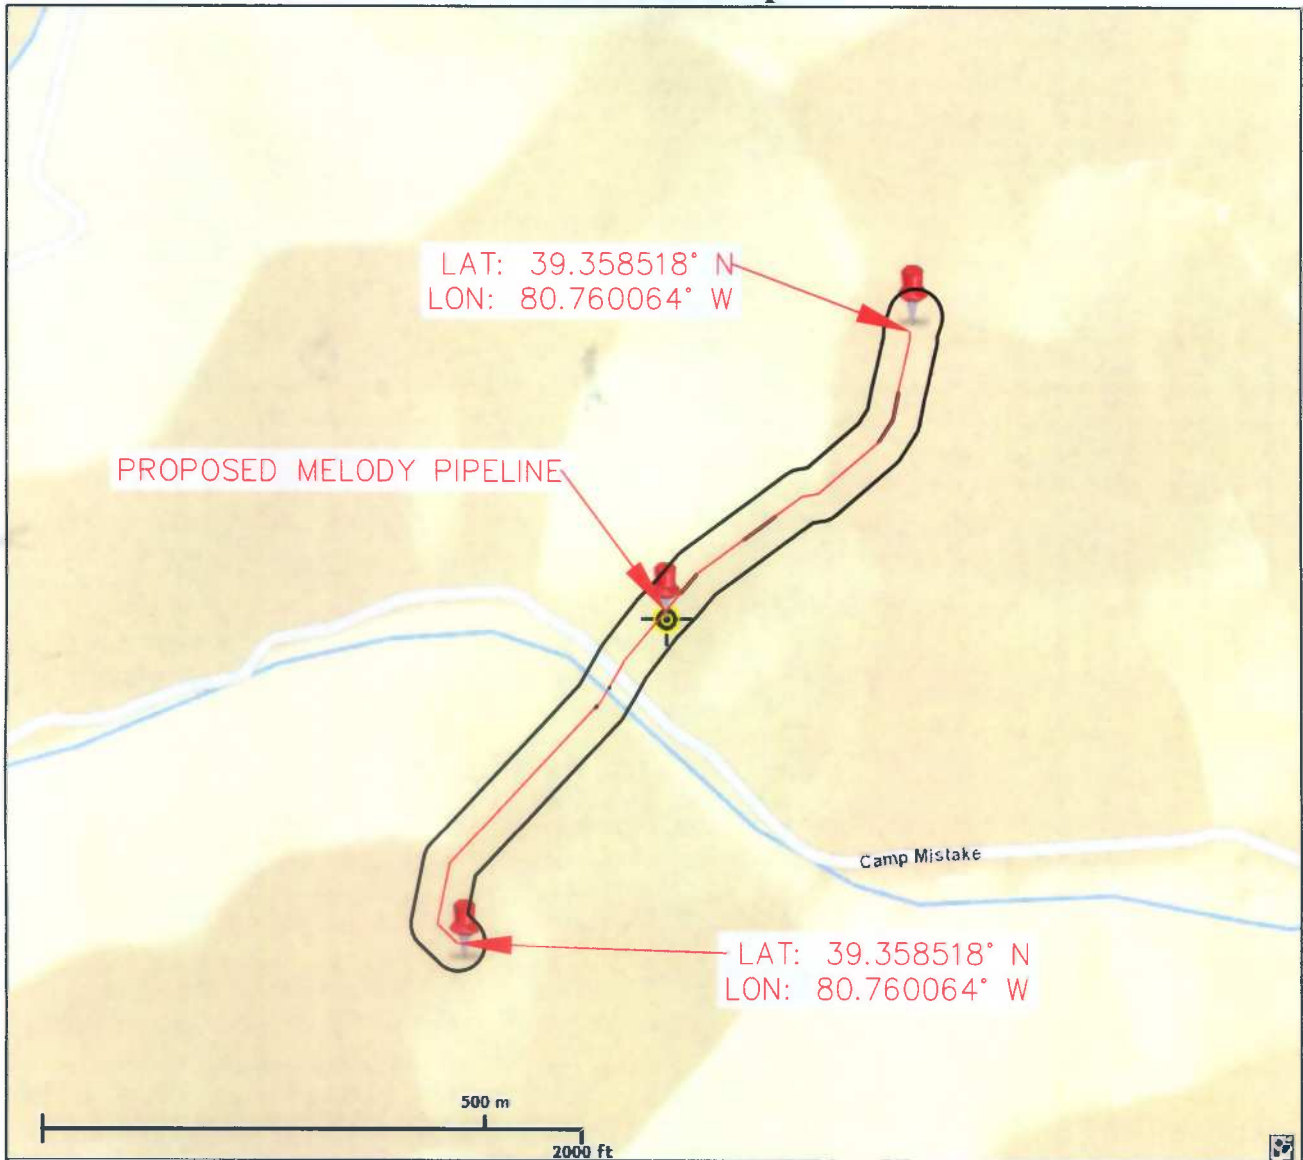 LAT: 39.358518° N
LON: 80.760064° W
PROPOSED MELODY PIPELINE
Camp Mistake
LAT: 39.358518° N
LON: 80.760064° W
500 m
2000 ft